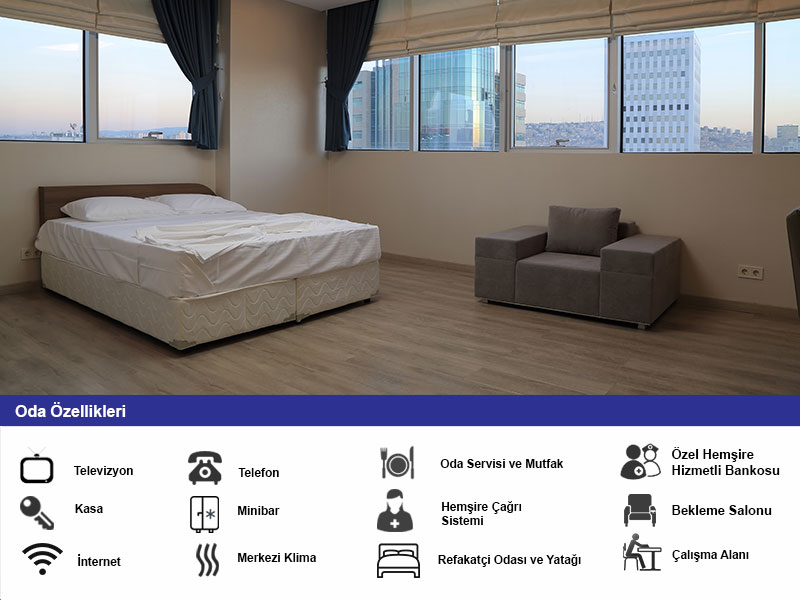 Oda Özellikleri
Televizyon
Telefon
Oda Servisi ve Mutfak
Özel Hemşire
Hizmetli Bankosu
Kasa
Minibar
Hemşire Çağrı
Sistemi
Bekleme Salonu
İnternet
Merkezi Klima
Refakatçi Odası ve Yatağı
Çalışma Alanı